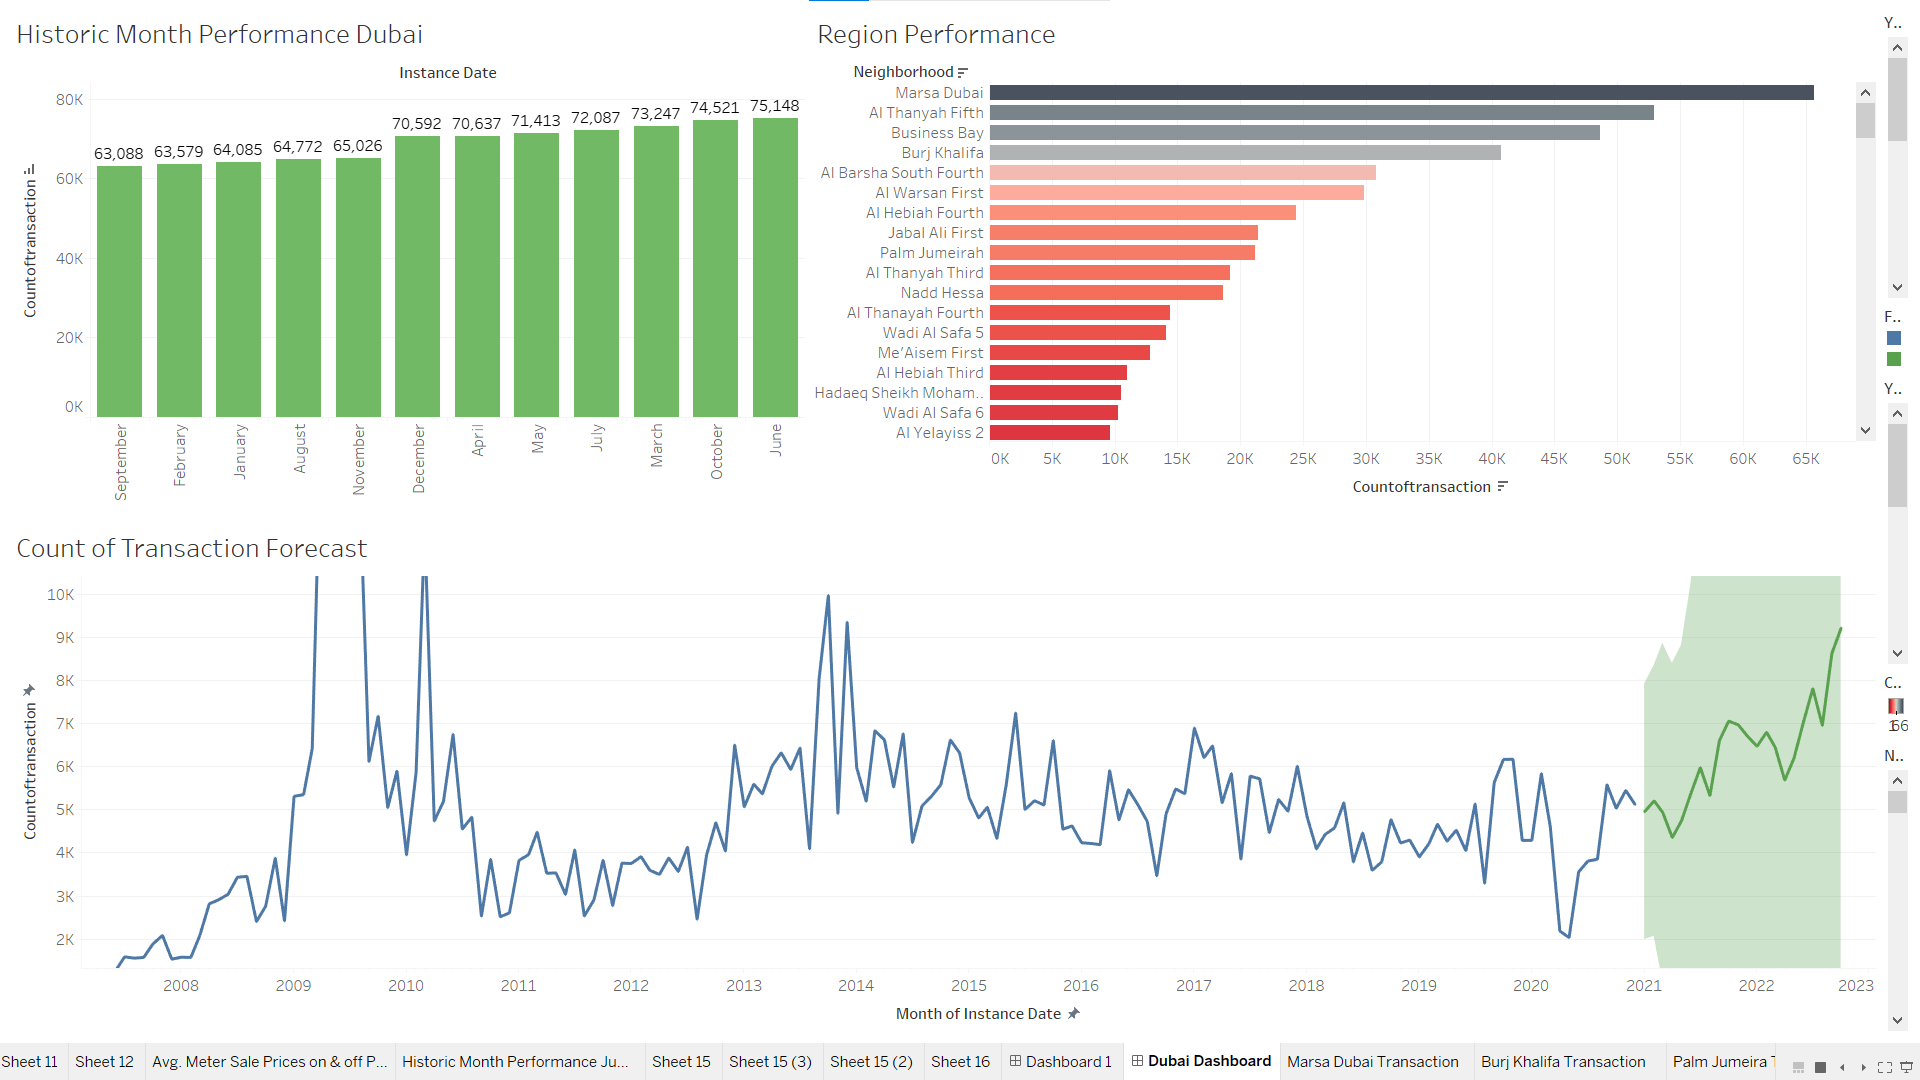 Historic Month Performance Dubai
Instance Date
Countoftransaction
80K
60K
40K
20K
0K
63,088
63,579
64,085
64,772
65,026
70,592
70,637
71,413
72,087
73,247
74,521
75,148
September
February
January
August
November
December
April
May
July
March
October
June
Region Performance
Neighborhood
Marsa Dubai
Al Thanyah Fifth
Business Bay
Burj Khalifa
Al Barsha South Fourth
Al Warsan First
Al Hebiah Fourth
Jabal Ali First
Palm Jumeirah
Al Thanyah Third
Nadd Hessa
Al Thanayah Fourth
Wadi Al Safa 5
Me'Aisem First
Al Hebiah Third
Hadaeq Sheikh Moham..
Wadi Al Safa 6
Al Yelayiss 2
0K 5K 10K 15K 20K 25K 30K 35K 40K 45K 50K 55K 60K 65K
Countoftransaction
Y..
F..
Y..
C..
N..
Count of Transaction Forecast
Countoftransaction
10K
9K
8K
7K
6K
5K
4K
3K
2K
2008 2009 2010 2011 2012 2013 2014 2015 2016 2017 2018 2019 2020 2021 2022 2023
Month of Instance Date
Sheet 11 Sheet 12 Avg. Meter Sale Prices on & off P... Historic Month Performance Ju... Sheet 15 Sheet 15 (3) Sheet 15 (2) Sheet 16 Dashboard 1 Dubai Dashboard Marsa Dubai Transaction Burj Khalifa Transaction Palm Jumeira